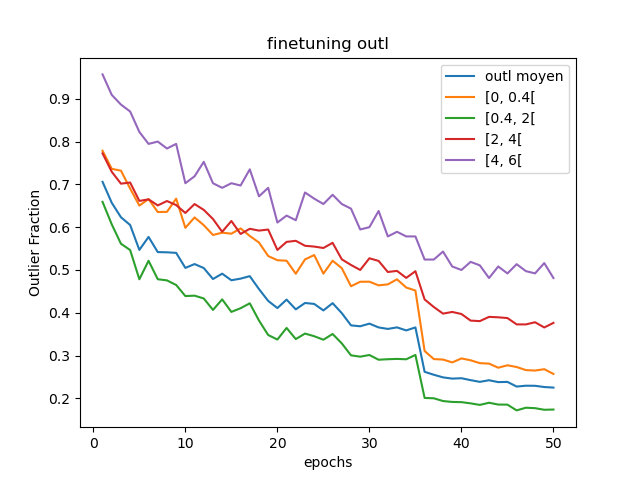 finetuning outl
outl moyen
[0, 0.4[
[0.4, 2[
[2, 4[
[4, 6[
Outlier Fraction
0.9
0.8
0.7
0.6
0.5
0.4
0.3
0.2
0 10 20 30 40 50
epochs